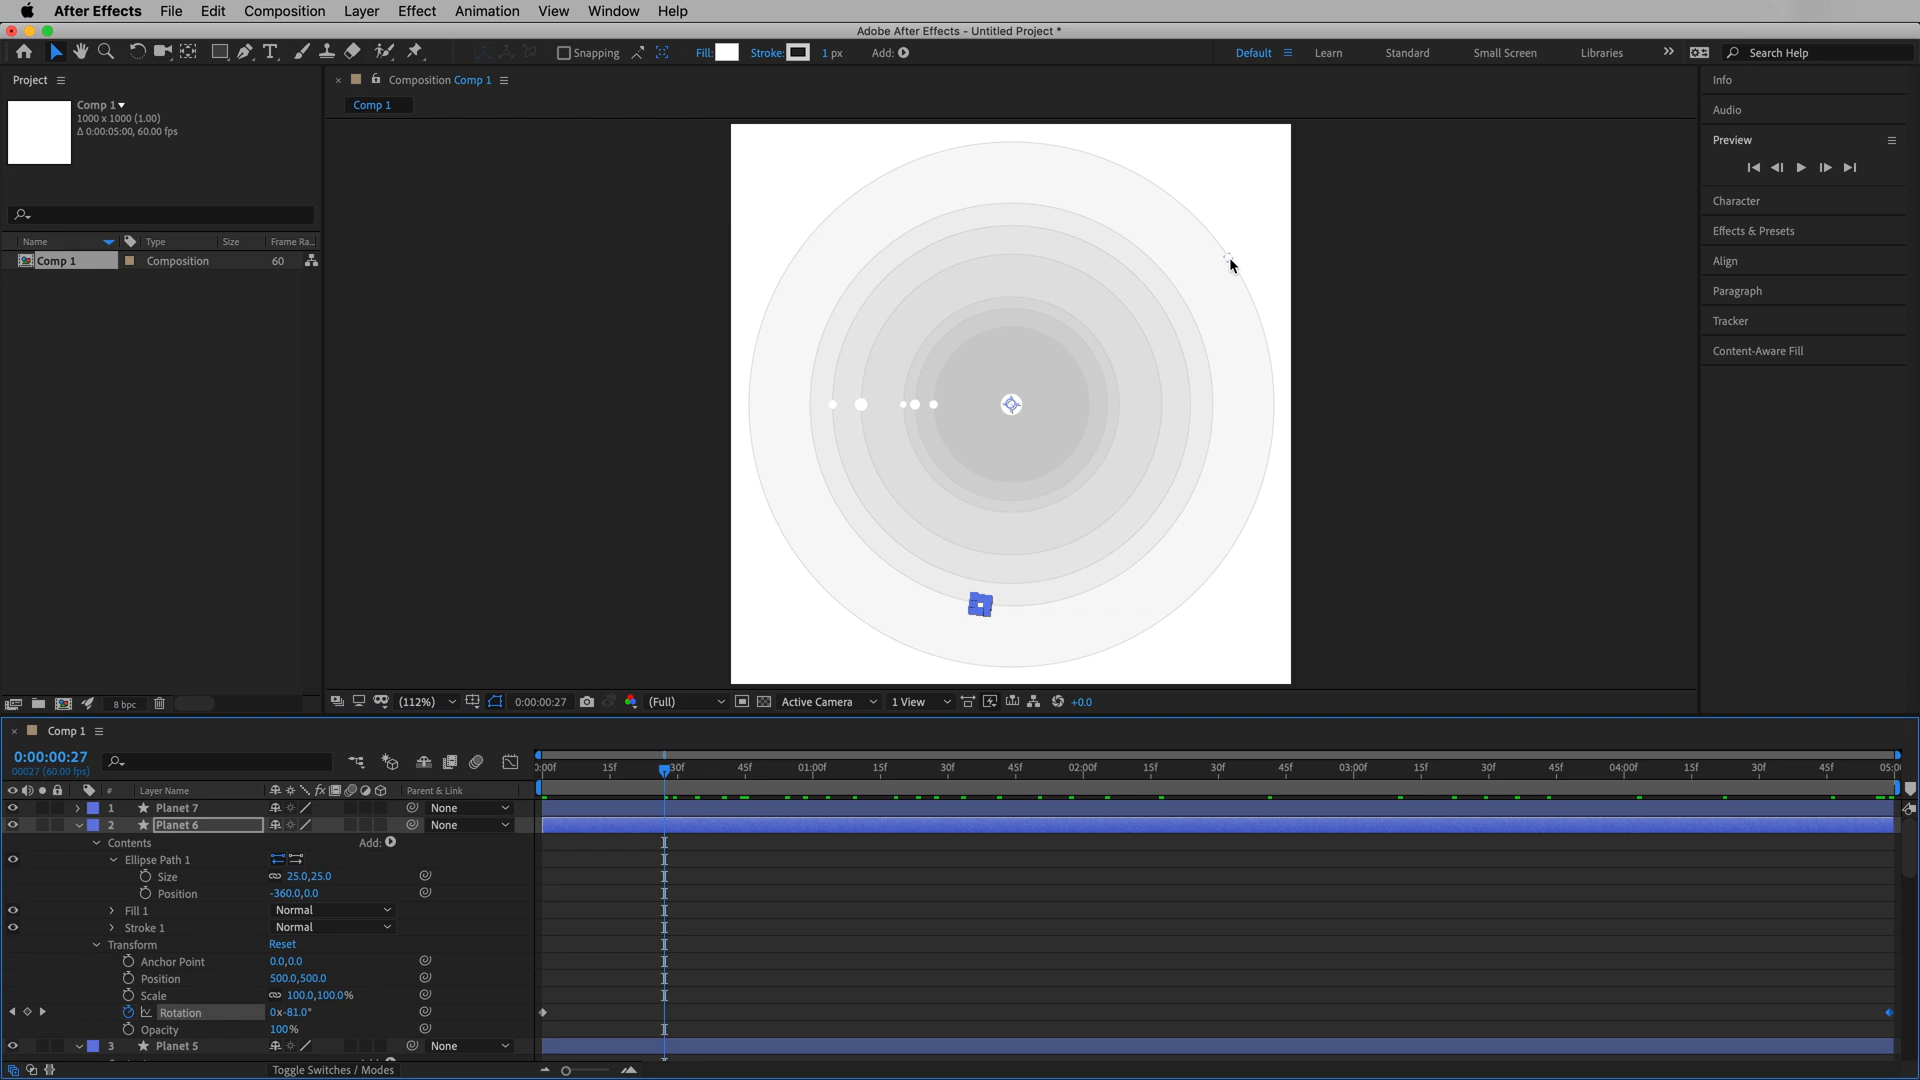 After Effects File Edit Composition Layer Effect Animation View Window Help
Adobe After Effects - Untitled Project *
Snapping Fill: Stroke: 1 px Add: Default Learn Standard Small Screen Libraries Search Help
Project
Composition Comp 1
Info
Comp 1
1000 x 1000 (1.00)
Δ 0:00:05:00, 60.00 fps
Comp 1
Audio
Preview
Character
Effects & Presets
Name Type Size Frame Ra...
Comp 1 Composition 60
Align
Paragraph
Tracker
Content-Aware Fill
8 bpc
(112%) 0:00:00:27 (Full) Active Camera 1 View +0.0
Comp 1
0:00:00:27
00027 (60.00 fps)
0:00f 15f 30f 45f 01:00f 15f 30f 45f 02:00f 15f 30f 45f 03:00f 15f 30f 45f 04:00f 15f 30f 45f 05:00
# Layer Name Parent & Link
1 Planet 7 None
2 Planet 6 None
Contents Add:
Ellipse Path 1
Size 25.0,25.0
Position -360.0,0.0
Fill 1 Normal
Stroke 1 Normal
Transform Reset
Anchor Point 0.0,0.0
Position 500.0,500.0
Scale 100.0,100.0%
Rotation 0x-81.0°
Opacity 100%
3 Planet 5 None
Toggle Switches / Modes